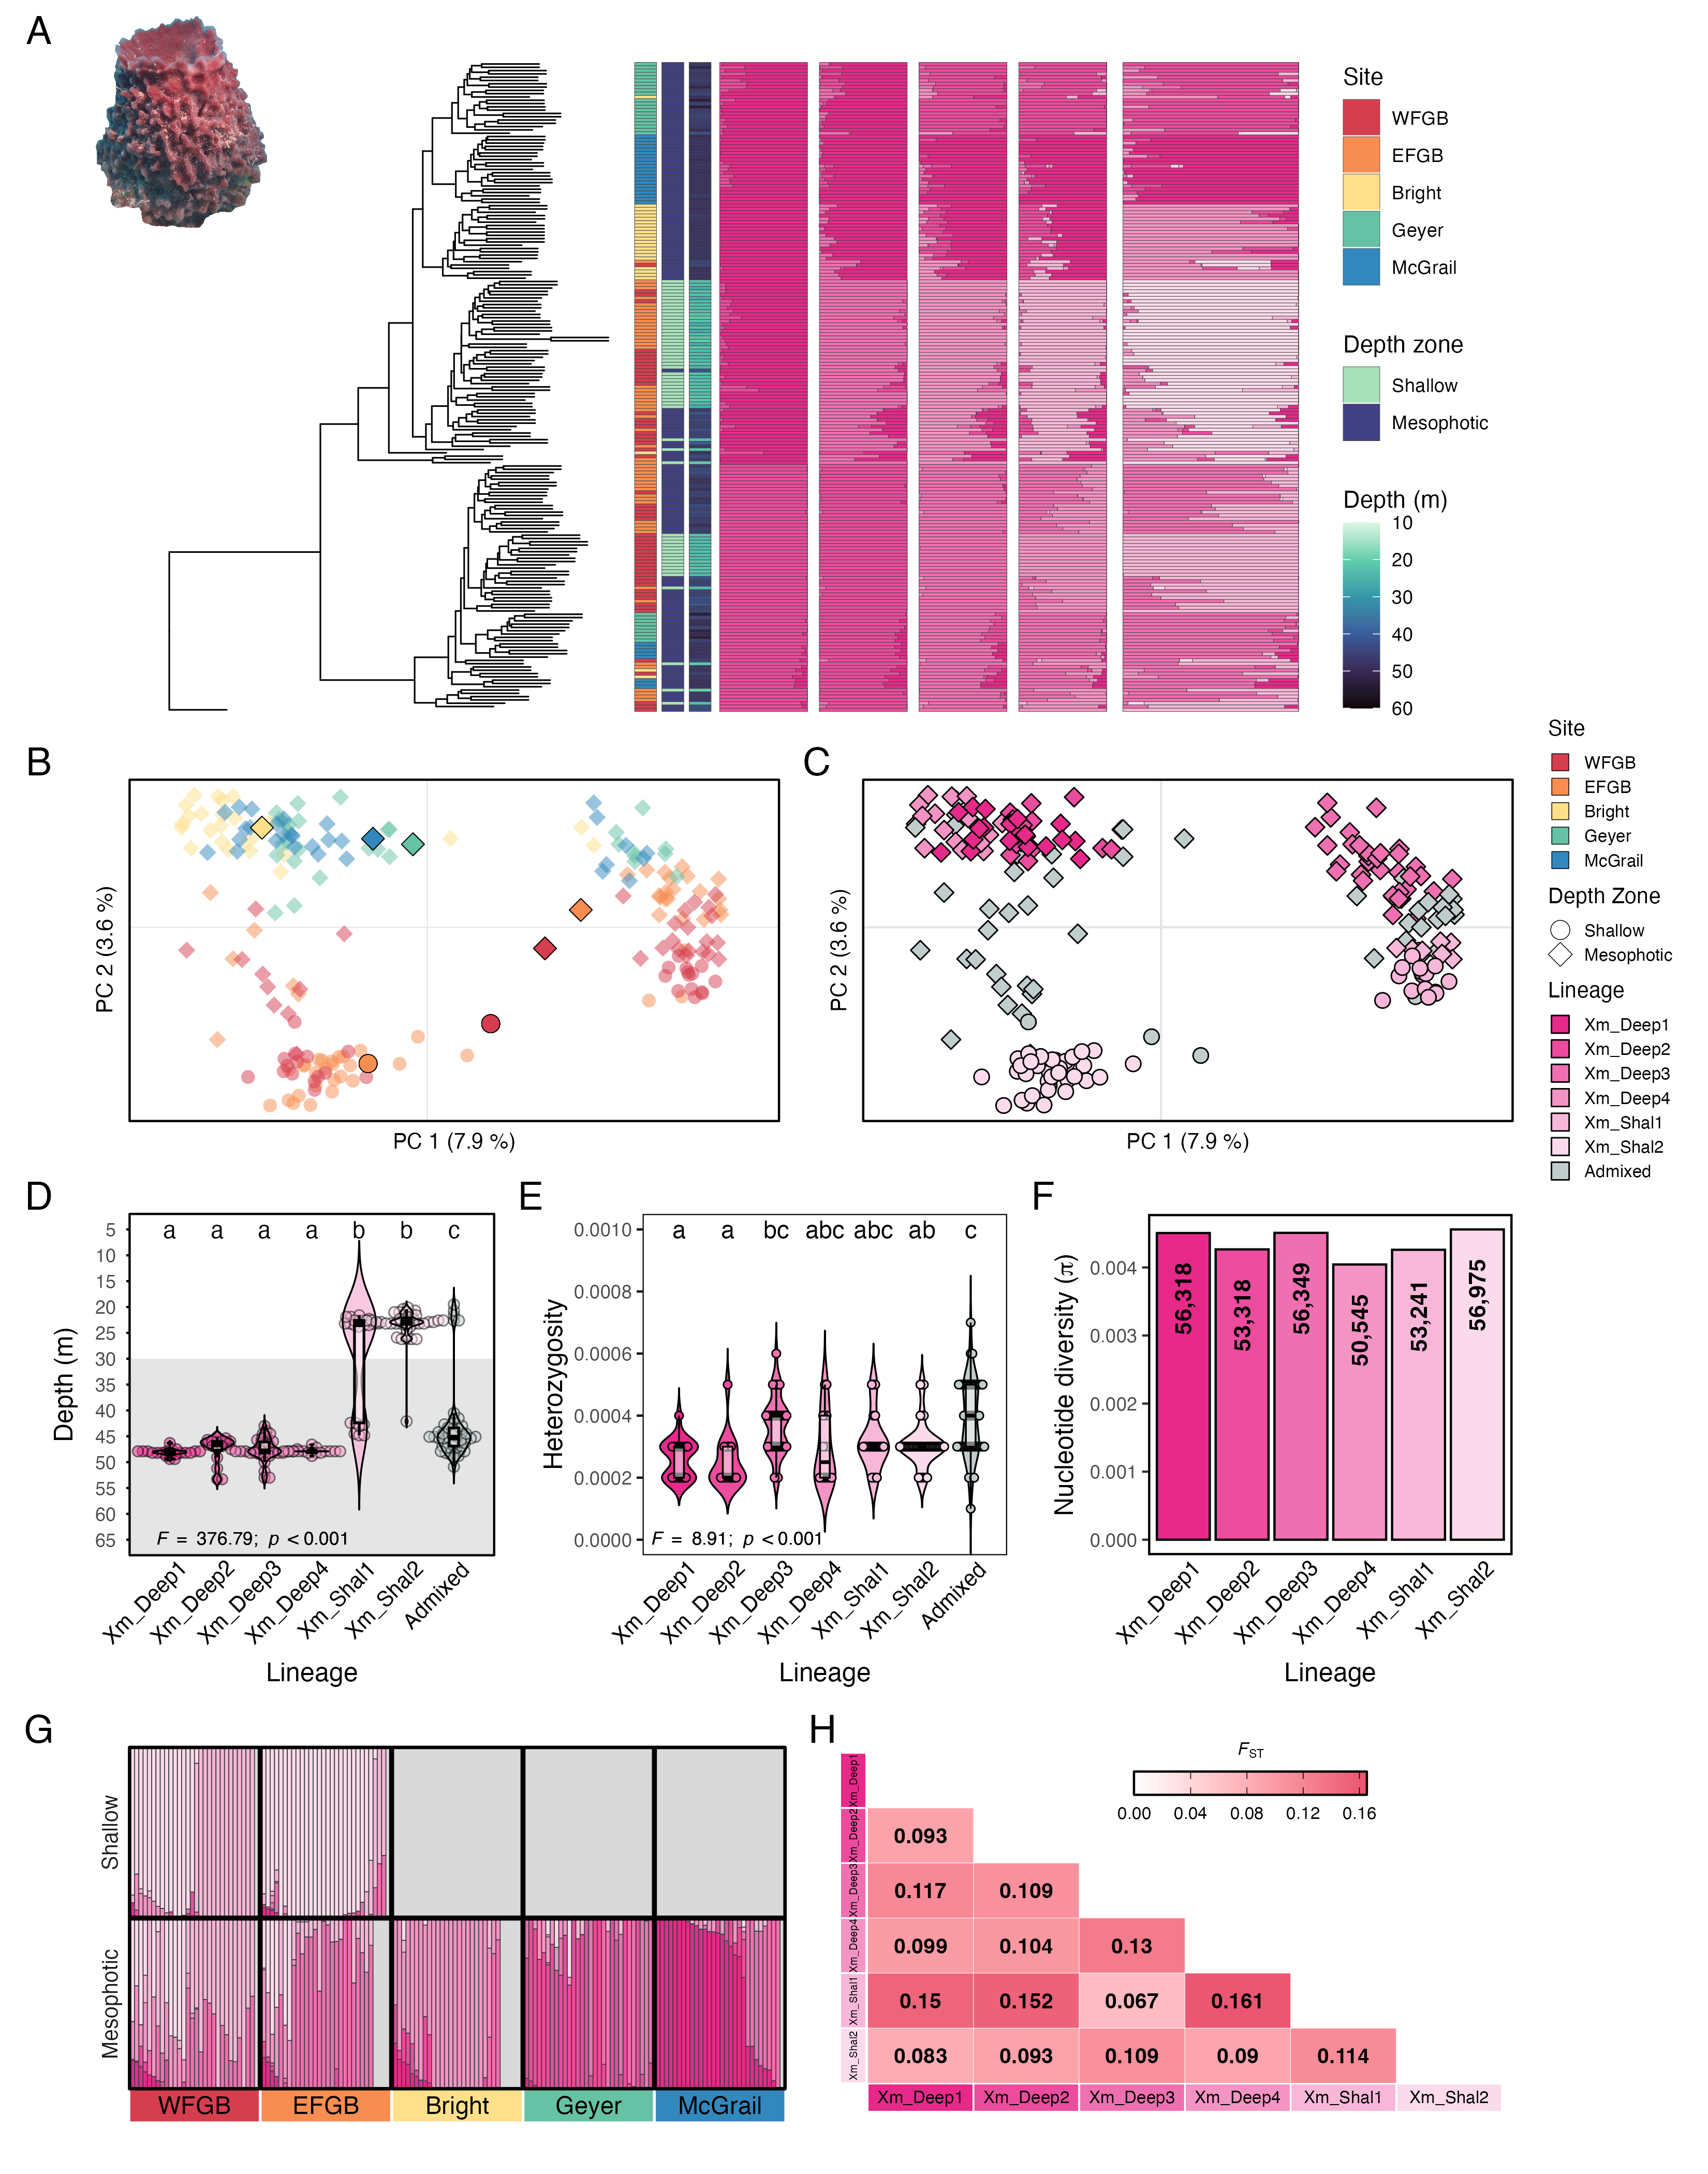 A
Site
WFGB
EFGB
Bright
Geyer
McGrail
Depth zone
Shallow
Mesophotic
Depth (m)
10
20
30
40
50
60
B
PC 2 (3.6 %)
PC 1 (7.9 %)
C
PC 2 (3.6 %)
PC 1 (7.9 %)
Site
WFGB
EFGB
Bright
Geyer
McGrail
Depth Zone
Shallow
Mesophotic
Lineage
Xm_Deep1
Xm_Deep2
Xm_Deep3
Xm_Deep4
Xm_Shal1
Xm_Shal2
Admixed
D
Depth (m)
5
10
15
20
25
30
35
40
45
50
55
60
65
a a a a b b c
F = 376.79; p < 0.001
Xm_Deep1
Xm_Deep2
Xm_Deep3
Xm_Deep4
Xm_Shal1
Xm_Shal2
Admixed
Lineage
E
Heterozygosity
0.0010
0.0008
0.0006
0.0004
0.0002
0.0000
a a bc abc abc ab c
F = 8.91; p < 0.001
Xm_Deep1
Xm_Deep2
Xm_Deep3
Xm_Deep4
Xm_Shal1
Xm_Shal2
Admixed
Lineage
F
Nucleotide diversity (π)
0.004
0.003
0.002
0.001
0.000
56,318
53,318
56,349
50,545
53,241
56,975
Xm_Deep1
Xm_Deep2
Xm_Deep3
Xm_Deep4
Xm_Shal1
Xm_Shal2
Lineage
G
Shallow
Mesophotic
WFGB EFGB Bright Geyer McGrail
H
FST
0.00 0.04 0.08 0.12 0.16
Xm_Deep1
Xm_Deep2
0.093
Xm_Deep3
0.117 0.109
Xm_Deep4
0.099 0.104 0.13
Xm_Shal1
0.15 0.152 0.067 0.161
Xm_Shal2
0.083 0.093 0.109 0.09 0.114
Xm_Deep1 Xm_Deep2 Xm_Deep3 Xm_Deep4 Xm_Shal1 Xm_Shal2